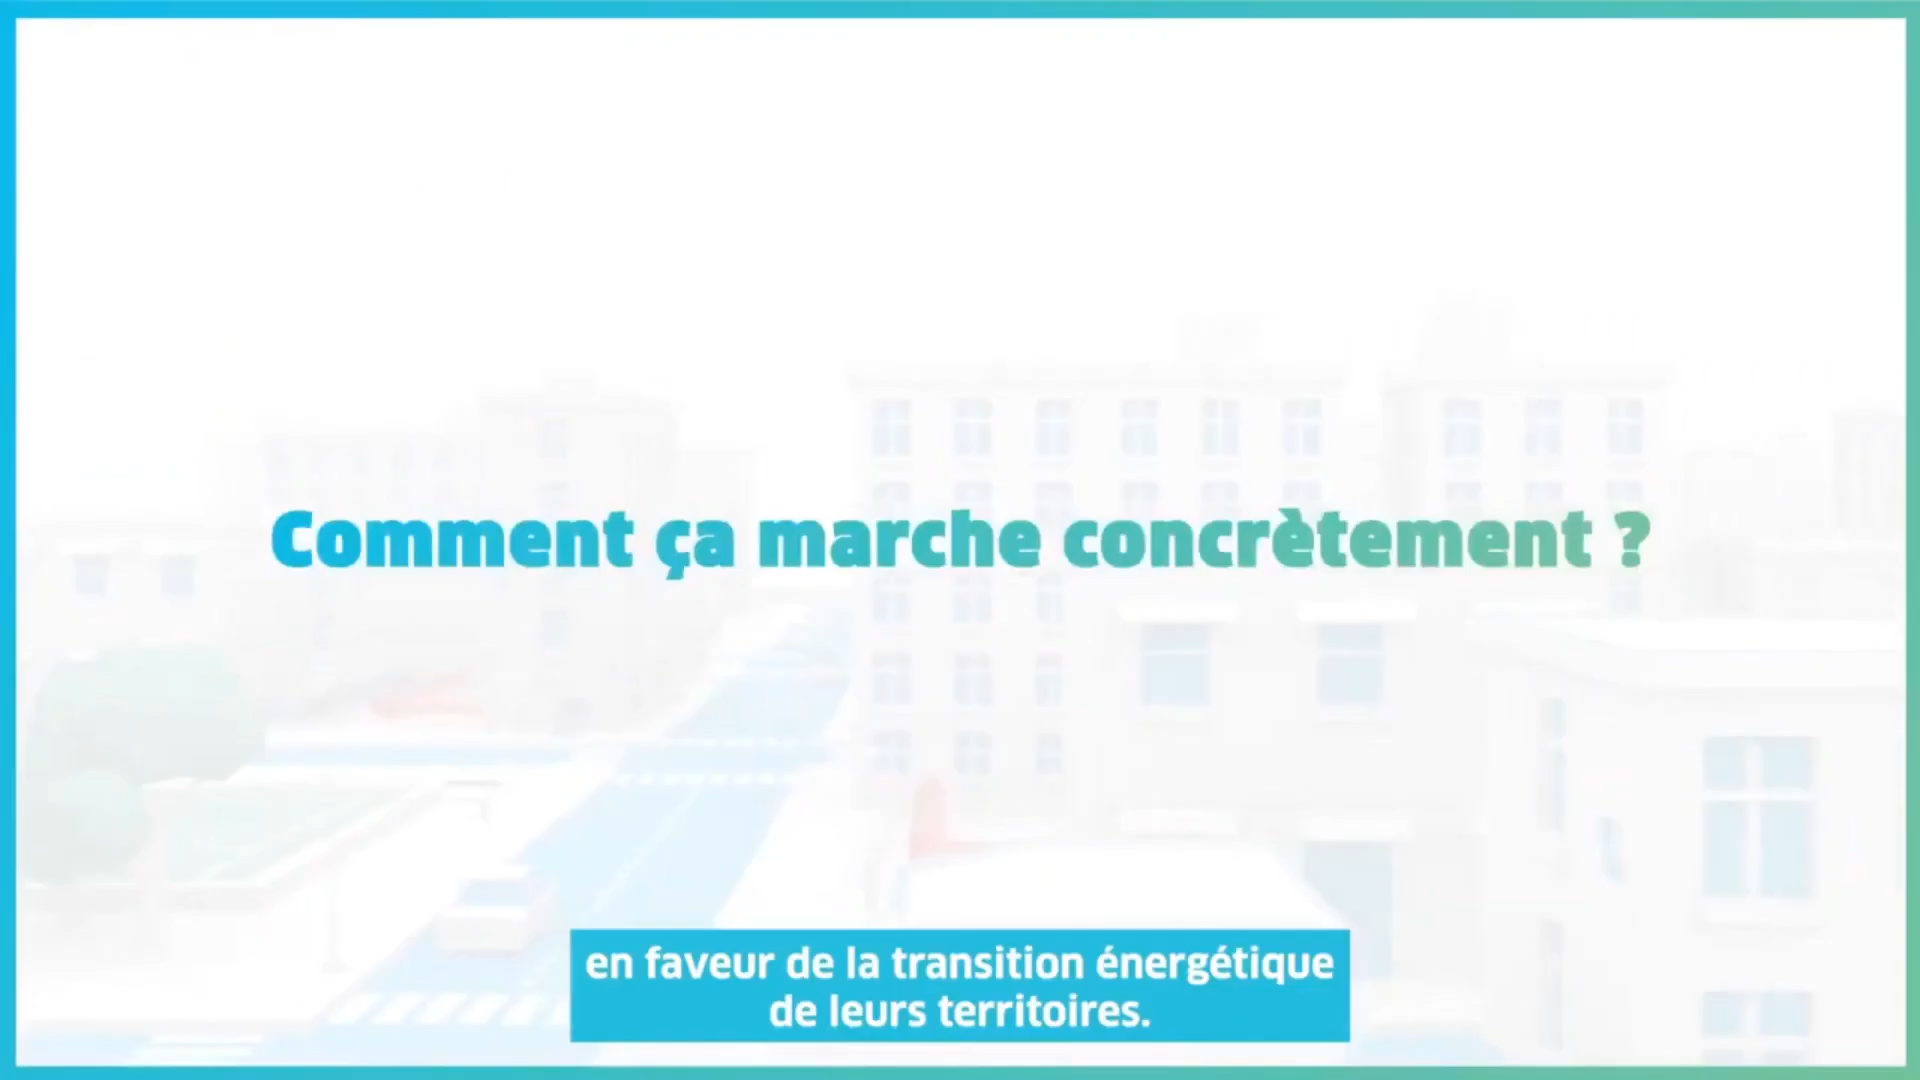 Comment ça marche concrètement ?
en faveur de la transition énergétique
de leurs territoires.